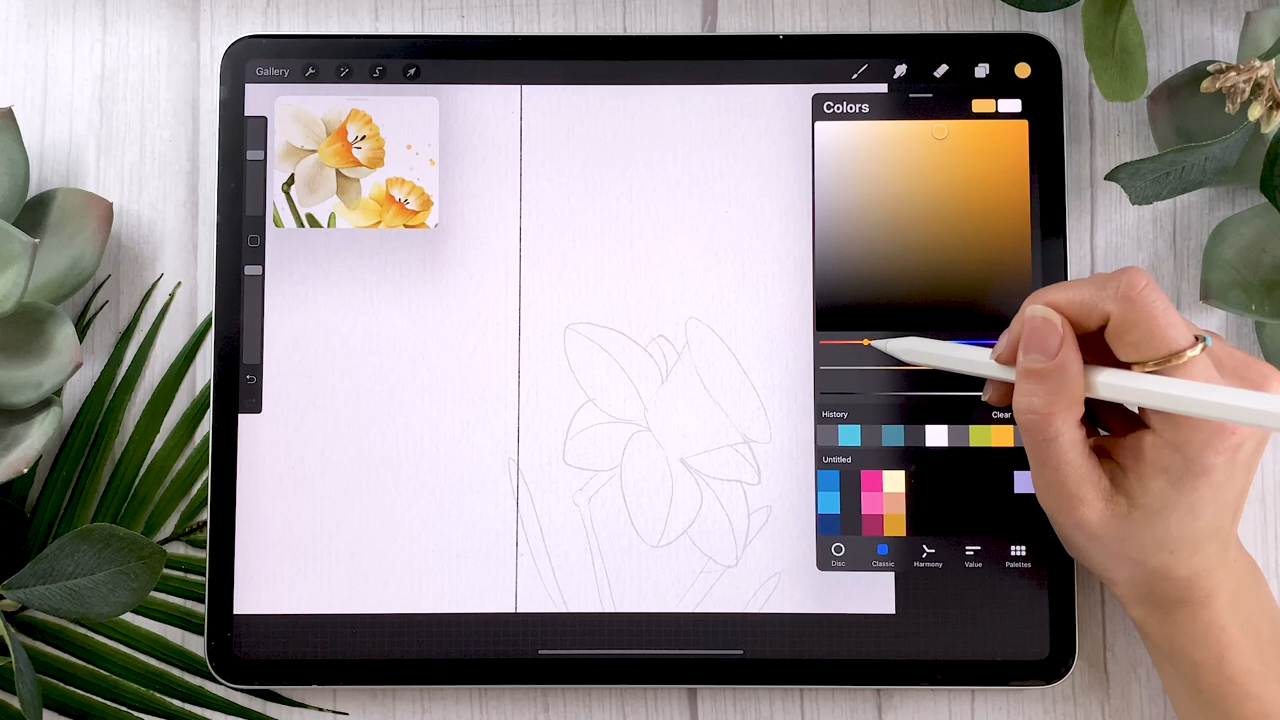 Gallery
Colors
History Clear
Untitled
Disc Classic Harmony Value Palettes